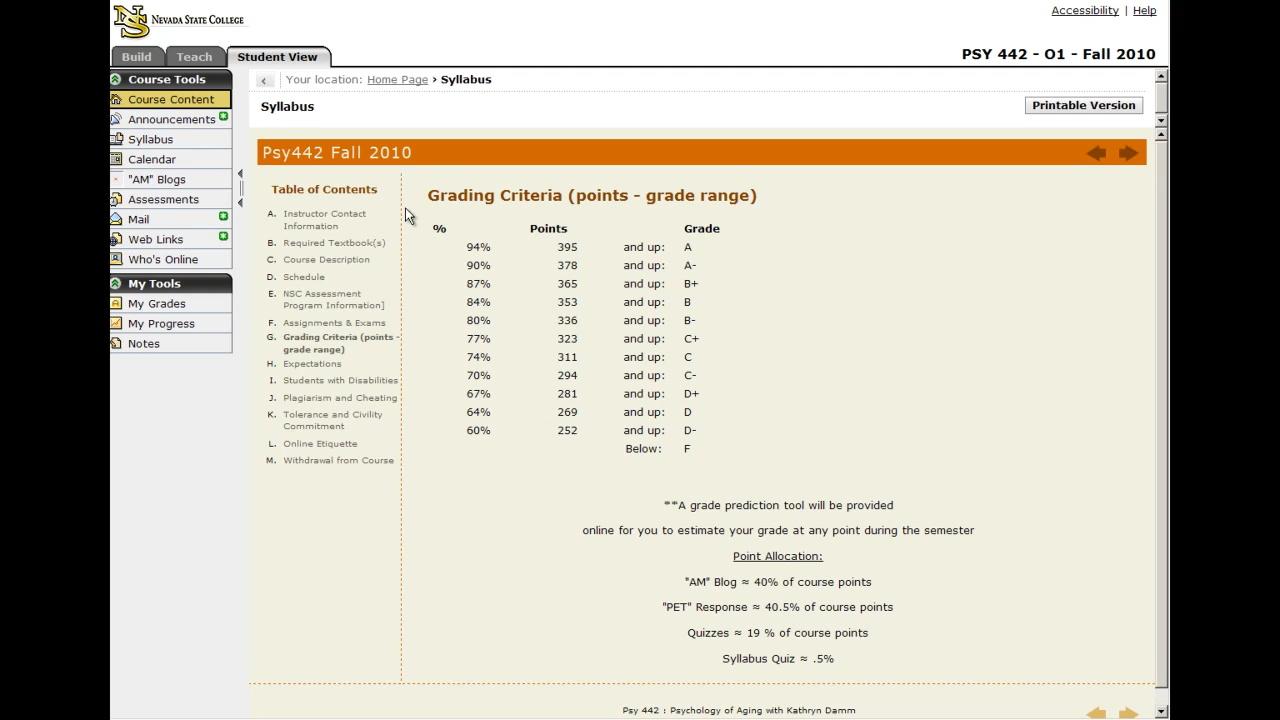 NEVADA STATE COLLEGE
Accessibility | Help
Build Teach Student View
PSY 442 - O1 - Fall 2010
Course Tools
Course Content
Announcements
Syllabus
Calendar
"AM" Blogs
Assessments
Mail
Web Links
Who's Online
My Tools
My Grades
My Progress
Notes
Your location: Home Page › Syllabus
Syllabus
Printable Version
Psy442 Fall 2010
Table of Contents
A. Instructor Contact
Information
B. Required Textbook(s)
C. Course Description
D. Schedule
E. NSC Assessment
Program Information]
F. Assignments & Exams
G. Grading Criteria (points -
grade range)
H. Expectations
I. Students with Disabilities
J. Plagiarism and Cheating
K. Tolerance and Civility
Commitment
L. Online Etiquette
M. Withdrawal from Course
Grading Criteria (points - grade range)
% Points Grade
94% 395 and up: A
90% 378 and up: A-
87% 365 and up: B+
84% 353 and up: B
80% 336 and up: B-
77% 323 and up: C+
74% 311 and up: C
70% 294 and up: C-
67% 281 and up: D+
64% 269 and up: D
60% 252 and up: D-
Below: F
**A grade prediction tool will be provided
online for you to estimate your grade at any point during the semester
Point Allocation:
"AM" Blog ≈ 40% of course points
"PET" Response ≈ 40.5% of course points
Quizzes ≈ 19 % of course points
Syllabus Quiz ≈ .5%
Psy 442 : Psychology of Aging with Kathryn Damm